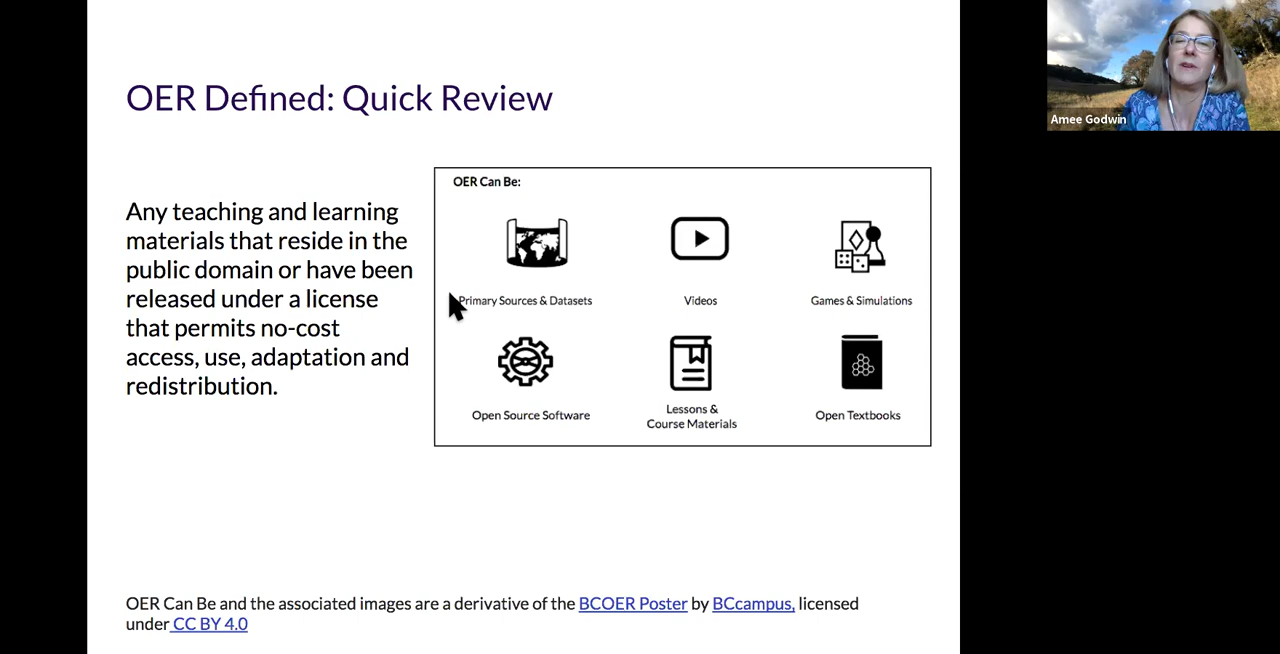 OER Defined: Quick Review
Any teaching and learning
materials that reside in the
public domain or have been
released under a license
that permits no-cost
access, use, adaptation and
redistribution.
OER Can Be:
Primary Sources & Datasets
Videos
Games & Simulations
Open Source Software
Lessons &
Course Materials
Open Textbooks
OER Can Be and the associated images are a derivative of the BCOER Poster by BCcampus, licensed
under CC BY 4.0
Amee Godwin